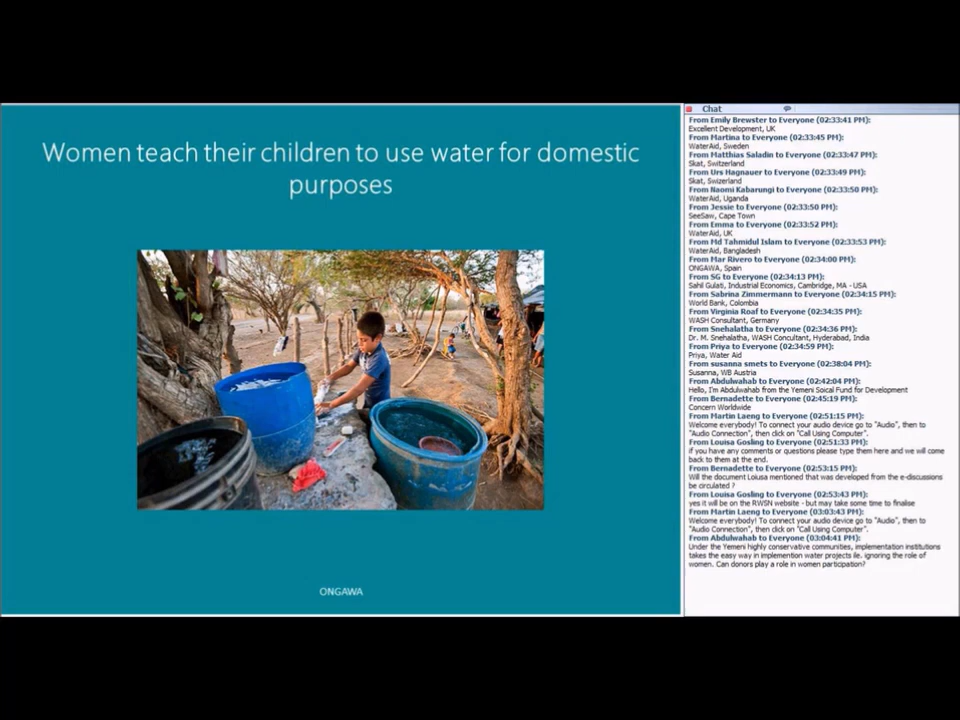 Women teach their children to use water for domestic
purposes
ONGAWA
Chat
From Emily Brewster to Everyone (02:33:41 PM):
Excellent Development, UK
From Martina to Everyone (02:33:45 PM):
WaterAid, Sweden
From Matthias Saladin to Everyone (02:33:47 PM):
Skat, Switzerland
From Urs Hagnauer to Everyone (02:33:49 PM):
Skat, Swizerland
From Naomi Kabarungi to Everyone (02:33:50 PM):
WaterAid, Uganda
From Jessie to Everyone (02:33:50 PM):
SeeSaw, Cape Town
From Emma to Everyone (02:33:52 PM):
WaterAid, UK
From Md Tahmidul Islam to Everyone (02:33:53 PM):
WaterAid, Bangladesh
From Mar Rivero to Everyone (02:34:00 PM):
ONGAWA, Spain
From SG to Everyone (02:34:13 PM):
Sahil Gulati, Industrial Economics, Cambridge, MA - USA
From Sabrina Zimmermann to Everyone (02:34:15 PM):
World Bank, Colombia
From Virginia Roaf to Everyone (02:34:35 PM):
WASH Consultant, Germany
From Snehalatha to Everyone (02:34:36 PM):
Dr. M. Snehalatha, WASH Concultant, Hyderabad, India
From Priya to Everyone (02:34:59 PM):
Priya, Water Aid
From susanna smets to Everyone (02:38:04 PM):
Susanna, WB Austria
From Abdulwahab to Everyone (02:42:04 PM):
Hello, I'm Abdulwahab from the Yemeni Soical Fund for Development
From Bernadette to Everyone (02:45:19 PM):
Concern Worldwide
From Martin Laeng to Everyone (02:51:15 PM):
Welcome everybody! To connect your audio device go to "Audio", then to
"Audio Connection", then click on "Call Using Computer".
From Louisa Gosling to Everyone (02:51:33 PM):
if you have any comments or questions please type them here and we will come
back to them at the end.
From Bernadette to Everyone (02:53:15 PM):
Will the document Loiusa mentioned that was developed from the e-discussions
be circulated ?
From Louisa Gosling to Everyone (02:53:43 PM):
yes it will be on the RWSN website - but may take some time to finalise
From Martin Laeng to Everyone (03:03:43 PM):
Welcome everybody! To connect your audio device go to "Audio", then to
"Audio Connection", then click on "Call Using Computer".
From Abdulwahab to Everyone (03:04:41 PM):
Under the Yemeni highly conservative communities, implementation institutions
takes the easy way in implemention water projects ie. ignoring the role of
women. Can donors play a role in women participation?